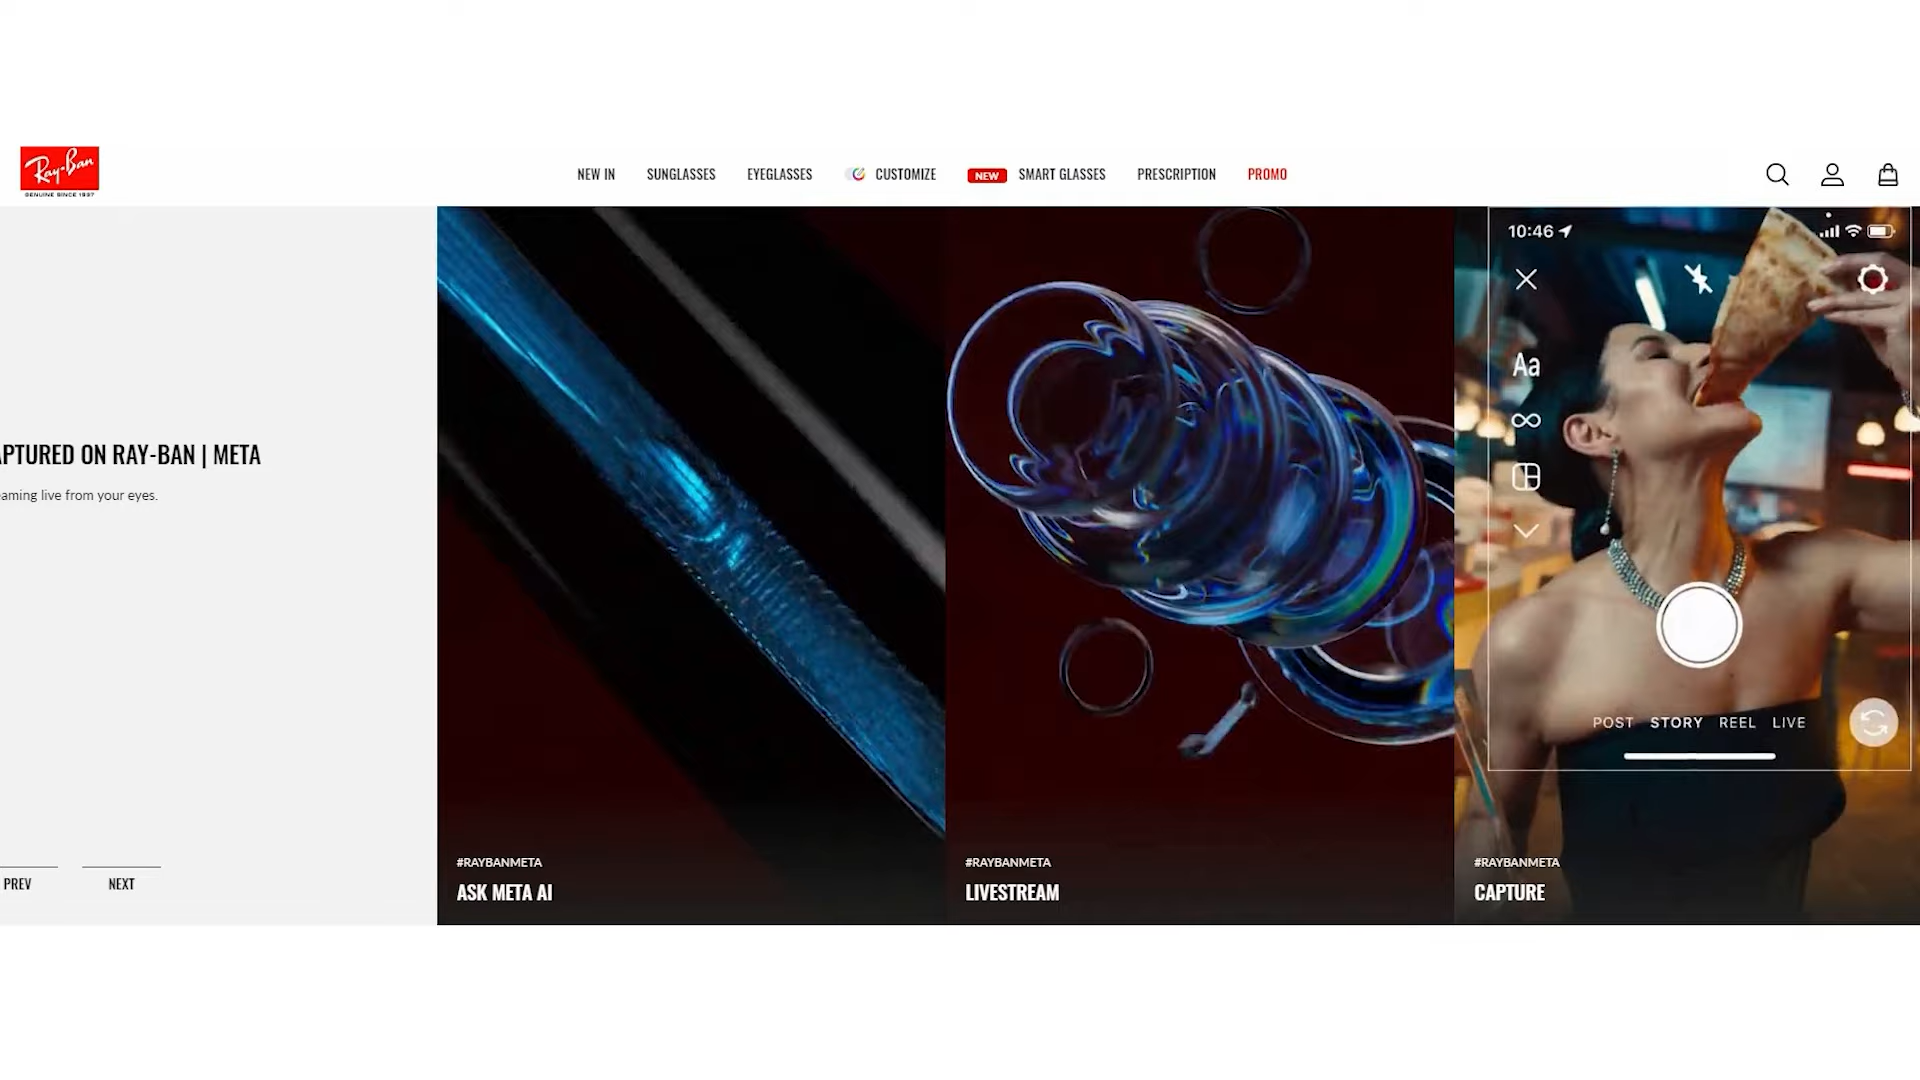 Ray-Ban
GENUINE SINCE 1937
NEW IN
SUNGLASSES
EYEGLASSES
CUSTOMIZE
NEW
SMART GLASSES
PRESCRIPTION
PROMO
APTURED ON RAY-BAN | META
eaming live from your eyes.
PREV
NEXT
#RAYBANMETA
ASK META AI
#RAYBANMETA
LIVESTREAM
10:46
Aa
POST STORY REEL LIVE
#RAYBANMETA
CAPTURE